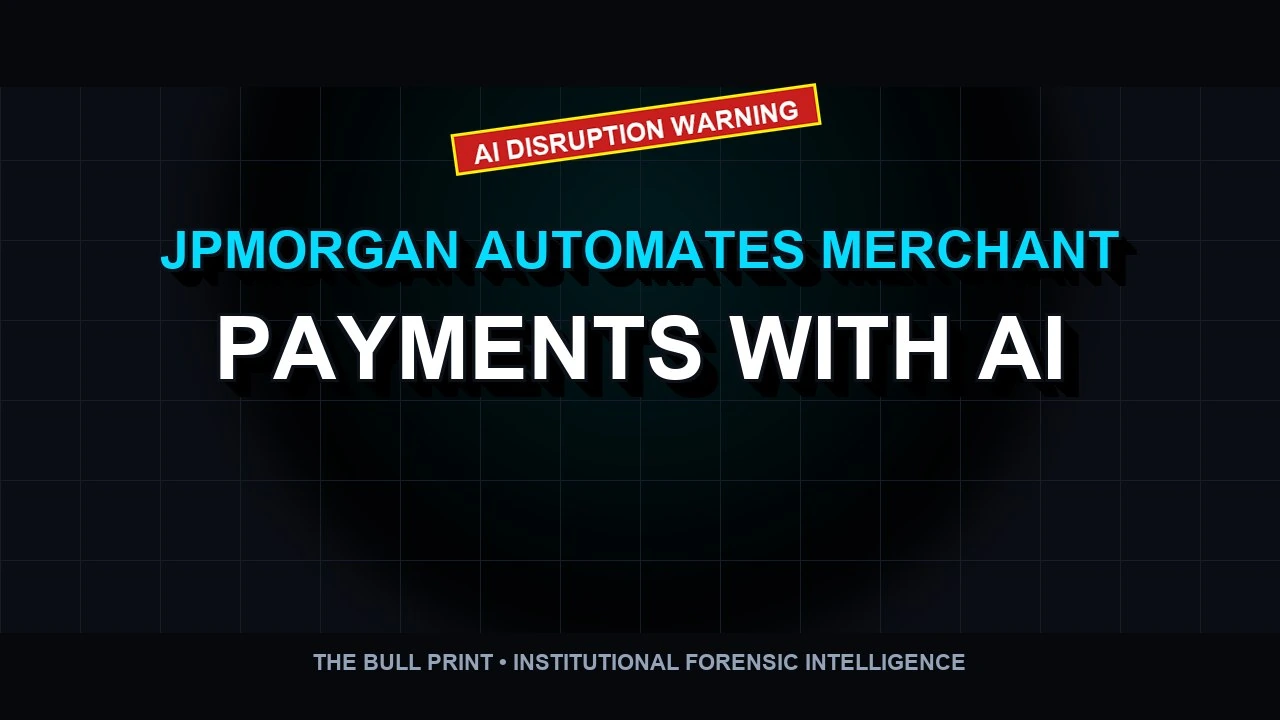 AI DISRUPTION WARNING
JPMORGAN AUTOMATES MERCHANT
PAYMENTS WITH AI
THE BULL PRINT • INSTITUTIONAL FORENSIC INTELLIGENCE